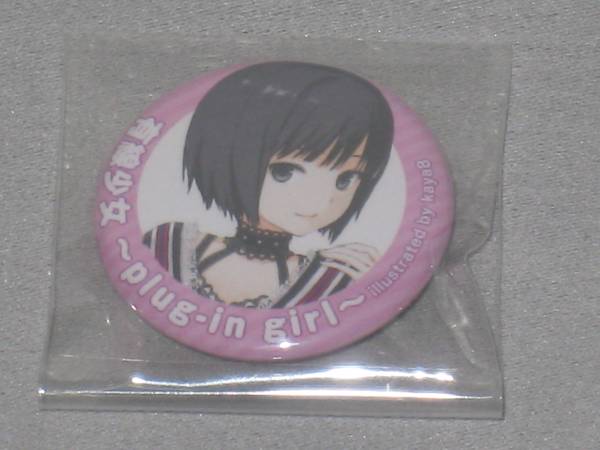 有線少女 ～plug-in girl～
illustrated by kaya8